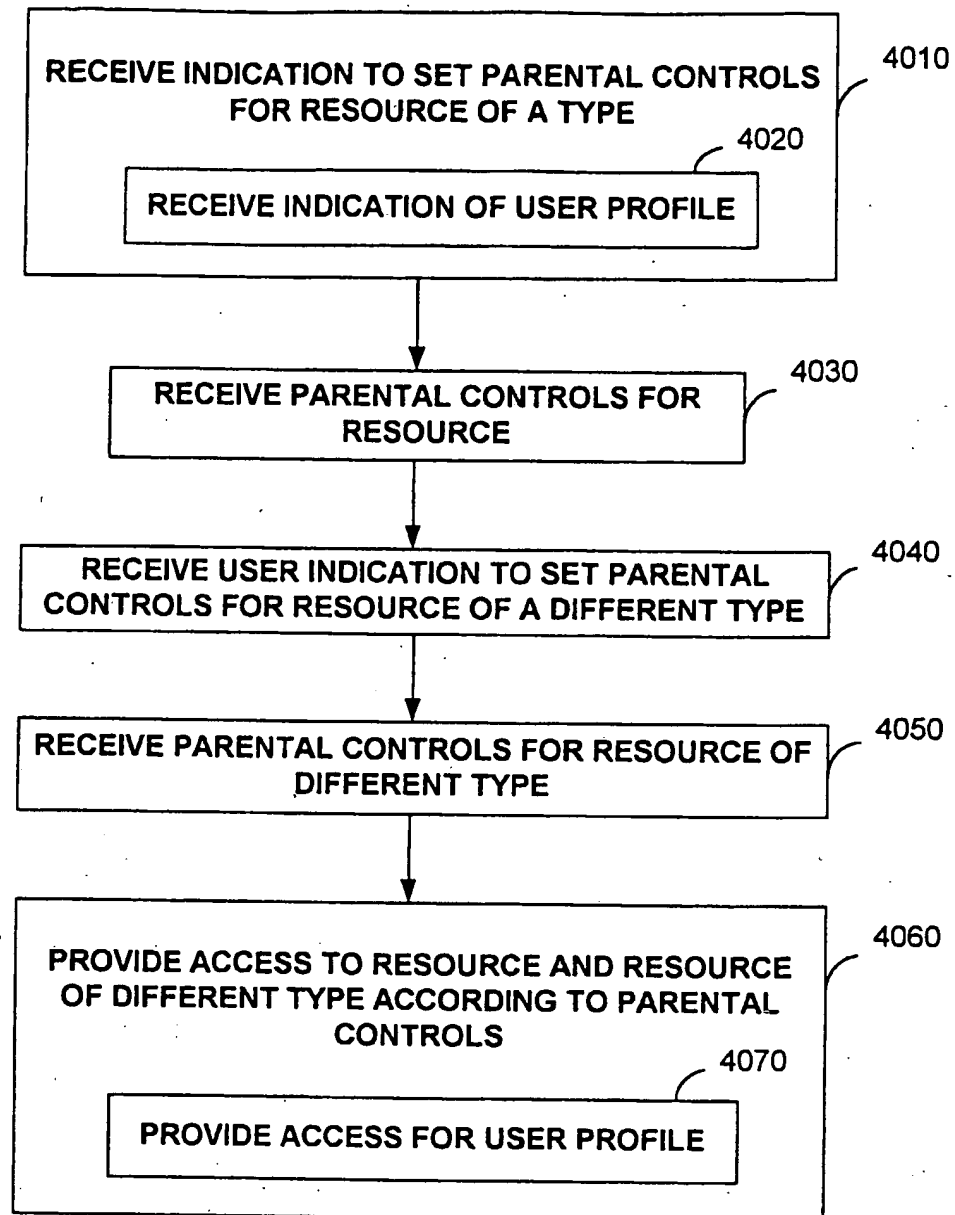 RECEIVE INDICATION TO SET PARENTAL CONTROLS
FOR RESOURCE OF A TYPE
4010
4020
RECEIVE INDICATION OF USER PROFILE
4030
RECEIVE PARENTAL CONTROLS FOR
RESOURCE
4040
RECEIVE USER INDICATION TO SET PARENTAL
CONTROLS FOR RESOURCE OF A DIFFERENT TYPE
4050
RECEIVE PARENTAL CONTROLS FOR RESOURCE OF
DIFFERENT TYPE
4060
PROVIDE ACCESS TO RESOURCE AND RESOURCE
OF DIFFERENT TYPE ACCORDING TO PARENTAL
CONTROLS
4070
PROVIDE ACCESS FOR USER PROFILE